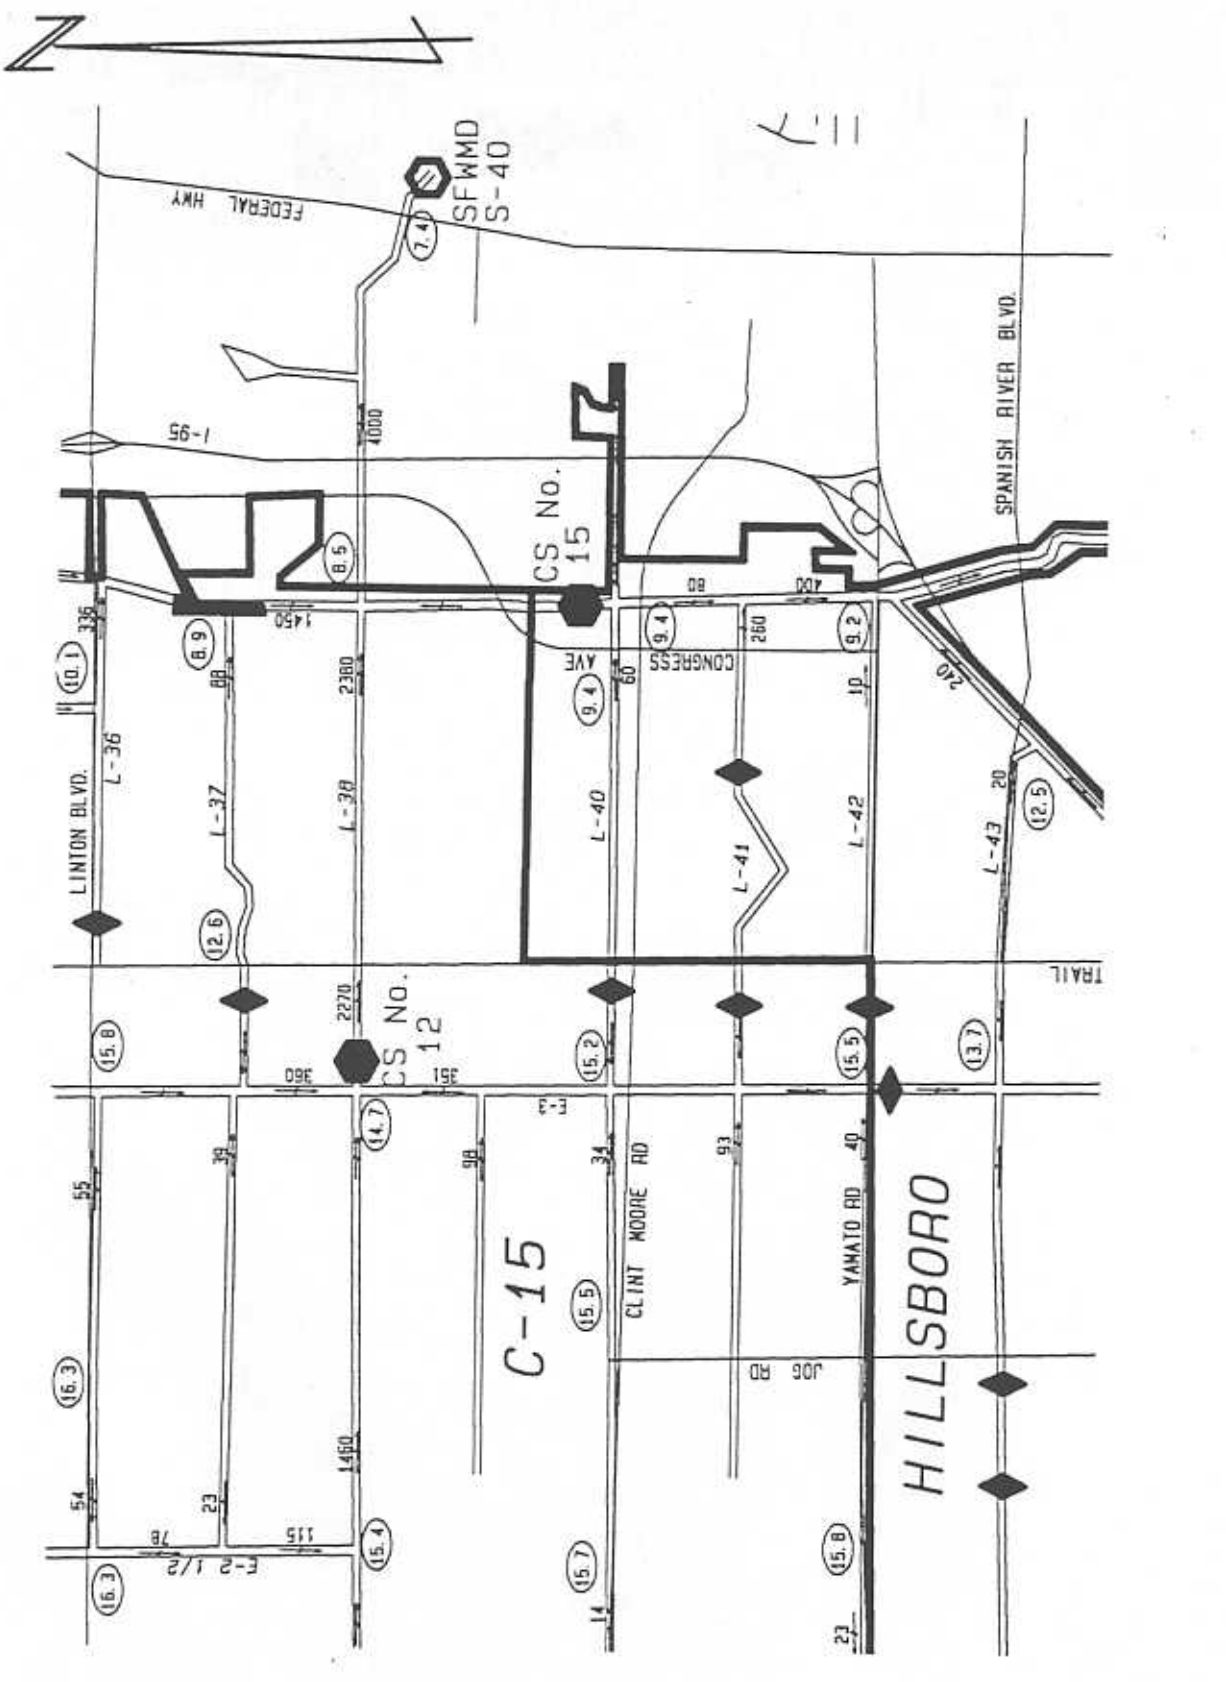 N
SFWMD
S-40
FEDERAL HWY
7.4
I-95
4000
SPANISH RIVER BLVD.
CS No.
15
8.5
336
10.1
8.9
1450
88
2380
9.4
9.4
60
80
400
260
9.2
10
240
CONGRESS
AVE
L-36
LINTON BLVD.
L-37
L-38
L-40
L-41
L-42
L-43
20
12.5
12.6
TRAIL
15.8
2270
CS No.
12
15.2
15.5
13.7
360
351
E-3
14.7
55
39
98
34
93
40
CLINT MOORE RD
YAMATO RD
C-15
HILLSBORO
15.5
JOG RD
16.3
54
23
1460
78
115
E-2 1/2
16.3
15.4
15.7
14
15.8
23